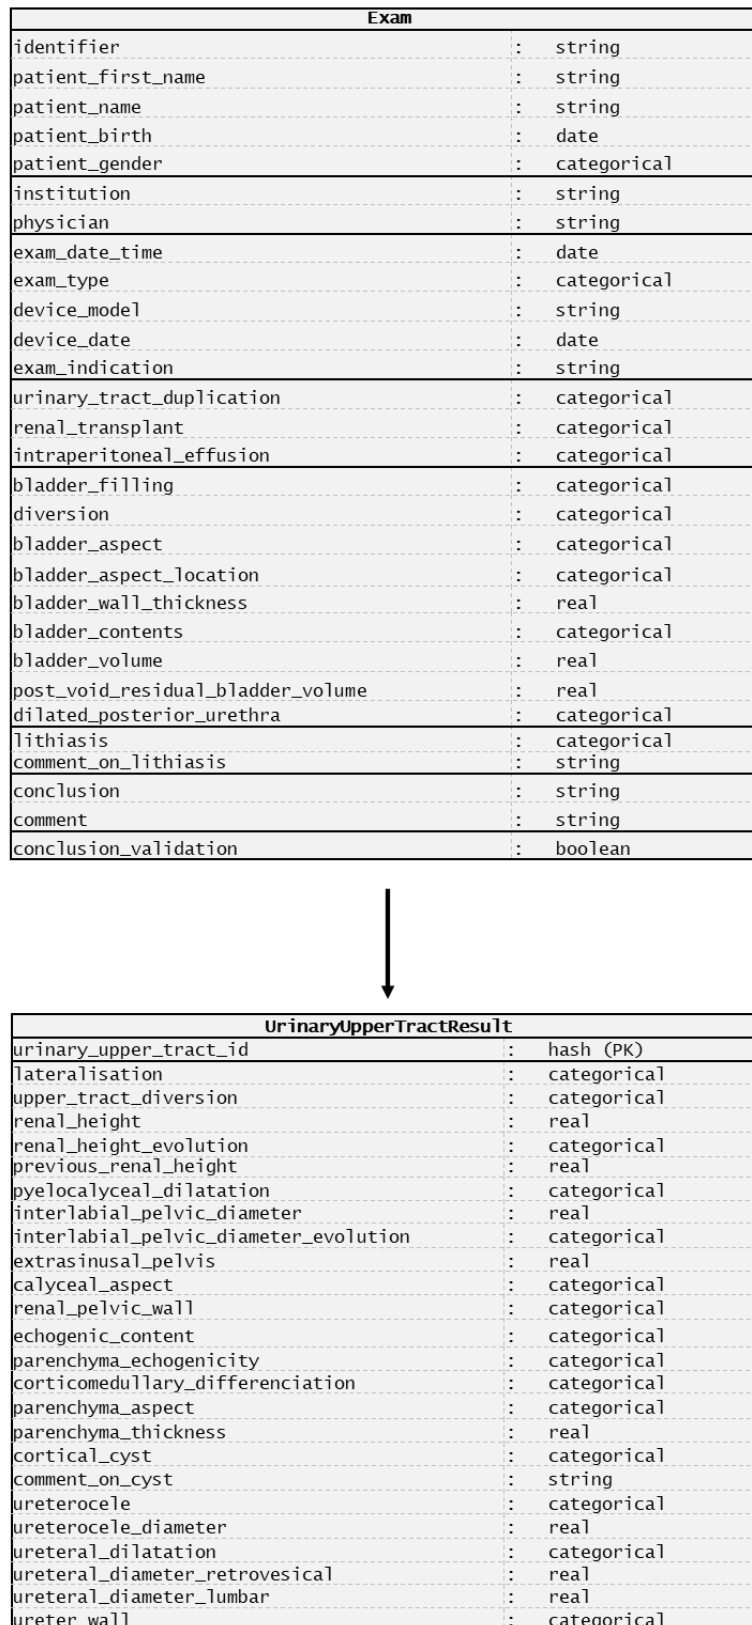 Exam
identifier : string
patient_first_name : string
patient_name : string
patient_birth : date
patient_gender : categorical
institution : string
physician : string
exam_date_time : date
exam_type : categorical
device_model : string
device_date : date
exam_indication : string
urinary_tract_duplication : categorical
renal_transplant : categorical
intraperitoneal_effusion : categorical
bladder_filling : categorical
diversion : categorical
bladder_aspect : categorical
bladder_aspect_location : categorical
bladder_wall_thickness : real
bladder_contents : categorical
bladder_volume : real
post_void_residual_bladder_volume : real
dilated_posterior_urethra : categorical
lithiasis : categorical
comment_on_lithiasis : string
conclusion : string
comment : string
conclusion_validation : boolean
UrinaryUpperTractResult
urinary_upper_tract_id : hash (PK)
lateralisation : categorical
upper_tract_diversion : categorical
renal_height : real
renal_height_evolution : categorical
previous_renal_height : real
pyelocalyceal_dilatation : categorical
interlabial_pelvic_diameter : real
interlabial_pelvic_diameter_evolution : categorical
extrasinusal_pelvis : real
calyceal_aspect : categorical
renal_pelvic_wall : categorical
echogenic_content : categorical
parenchyma_echogenicity : categorical
corticomedullary_differenciation : categorical
parenchyma_aspect : categorical
parenchyma_thickness : real
cortical_cyst : categorical
comment_on_cyst : string
ureterocele : categorical
ureterocele_diameter : real
ureteral_dilatation : categorical
ureteral_diameter_retrovesical : real
ureteral_diameter_lumbar : real
ureter_wall : categorical